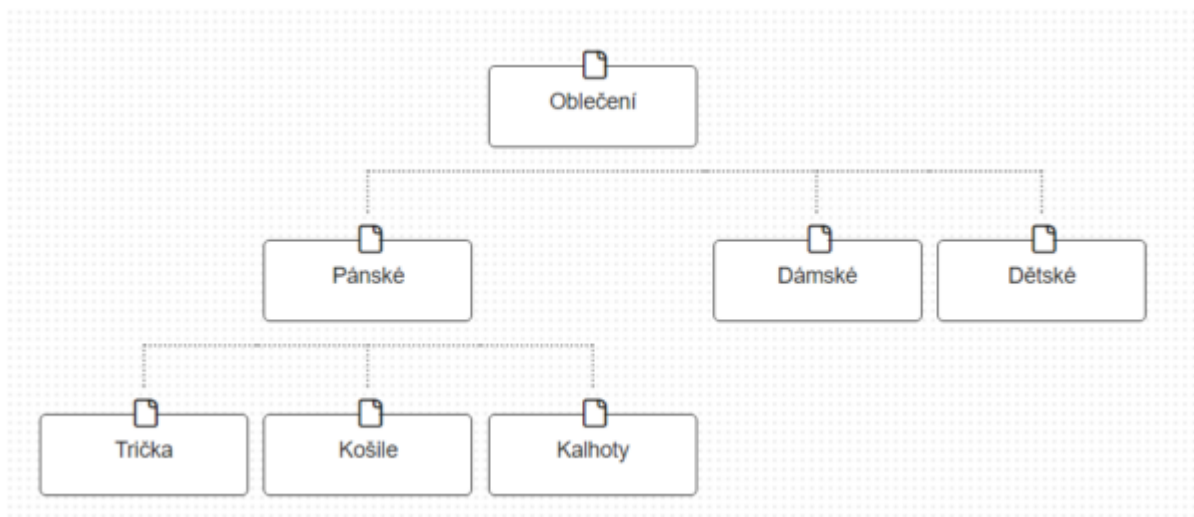 Oblečení
Pánské
Dámské
Dětské
Trička
Košile
Kalhoty